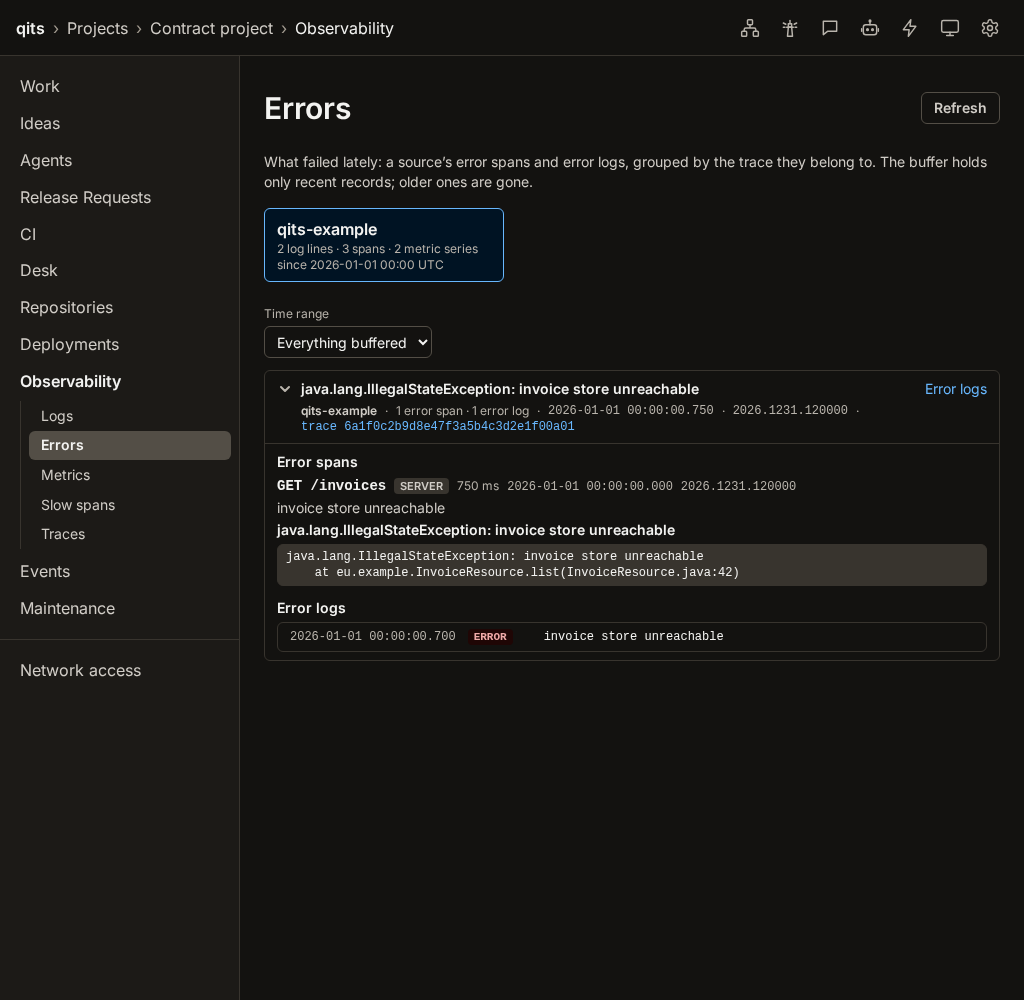 qits › Projects › Contract project › Observability
Work
Ideas
Agents
Release Requests
CI
Desk
Repositories
Deployments
Observability
Logs
Errors
Metrics
Slow spans
Traces
Events
Maintenance
Network access
Errors
Refresh
What failed lately: a source’s error spans and error logs, grouped by the trace they belong to. The buffer holds
only recent records; older ones are gone.
qits-example
2 log lines · 3 spans · 2 metric series
since 2026-01-01 00:00 UTC
Time range
Everything buffered
java.lang.IllegalStateException: invoice store unreachable
Error logs
qits-example · 1 error span · 1 error log · 2026-01-01 00:00:00.750 · 2026.1231.120000 ·
trace 6a1f0c2b9d8e47f3a5b4c3d2e1f00a01
Error spans
GET /invoices SERVER 750 ms 2026-01-01 00:00:00.000 2026.1231.120000
invoice store unreachable
java.lang.IllegalStateException: invoice store unreachable
java.lang.IllegalStateException: invoice store unreachable
    at eu.example.InvoiceResource.list(InvoiceResource.java:42)
Error logs
2026-01-01 00:00:00.700 ERROR invoice store unreachable